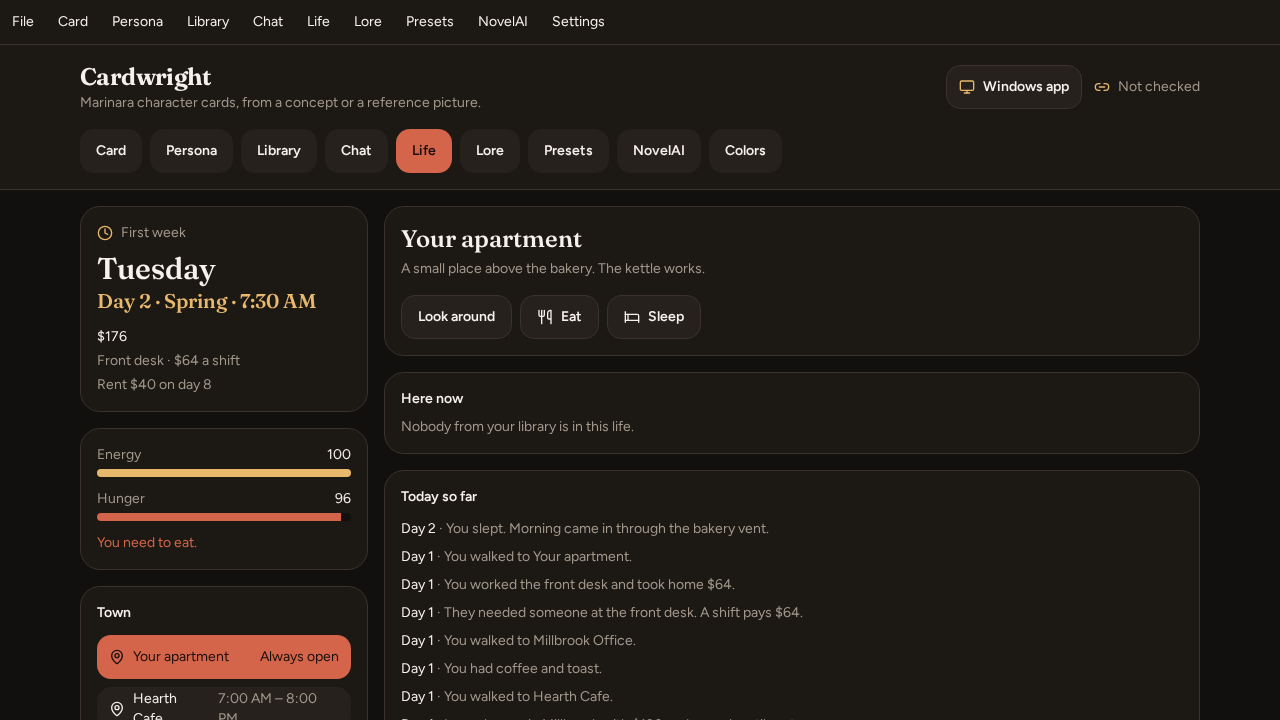 File Card Persona Library Chat Life Lore Presets NovelAI Settings
Cardwright
Marinara character cards, from a concept or a reference picture.
Windows app
Not checked
Card Persona Library Chat Life Lore Presets NovelAI Colors
First week
Tuesday
Day 2 · Spring · 7:30 AM
$176
Front desk · $64 a shift
Rent $40 on day 8
Energy 100
Hunger 96
You need to eat.
Town
Your apartment Always open
Hearth Cafe 7:00 AM – 8:00 PM
Your apartment
A small place above the bakery. The kettle works.
Look around Eat Sleep
Here now
Nobody from your library is in this life.
Today so far
Day 2 · You slept. Morning came in through the bakery vent.
Day 1 · You walked to Your apartment.
Day 1 · You worked the front desk and took home $64.
Day 1 · They needed someone at the front desk. A shift pays $64.
Day 1 · You walked to Millbrook Office.
Day 1 · You had coffee and toast.
Day 1 · You walked to Hearth Cafe.